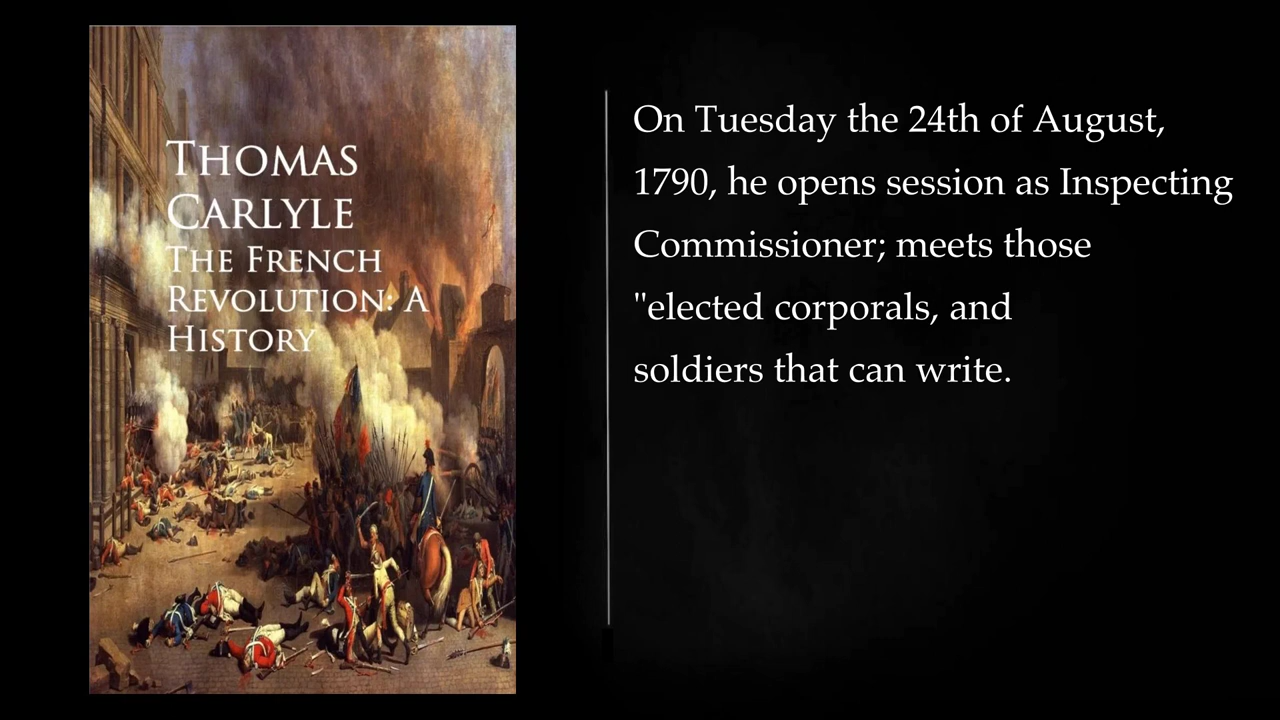 THOMAS
CARLYLE
THE FRENCH
REVOLUTION: A
HISTORY
On Tuesday the 24th of August,
1790, he opens session as Inspecting
Commissioner; meets those
"elected corporals, and
soldiers that can write.